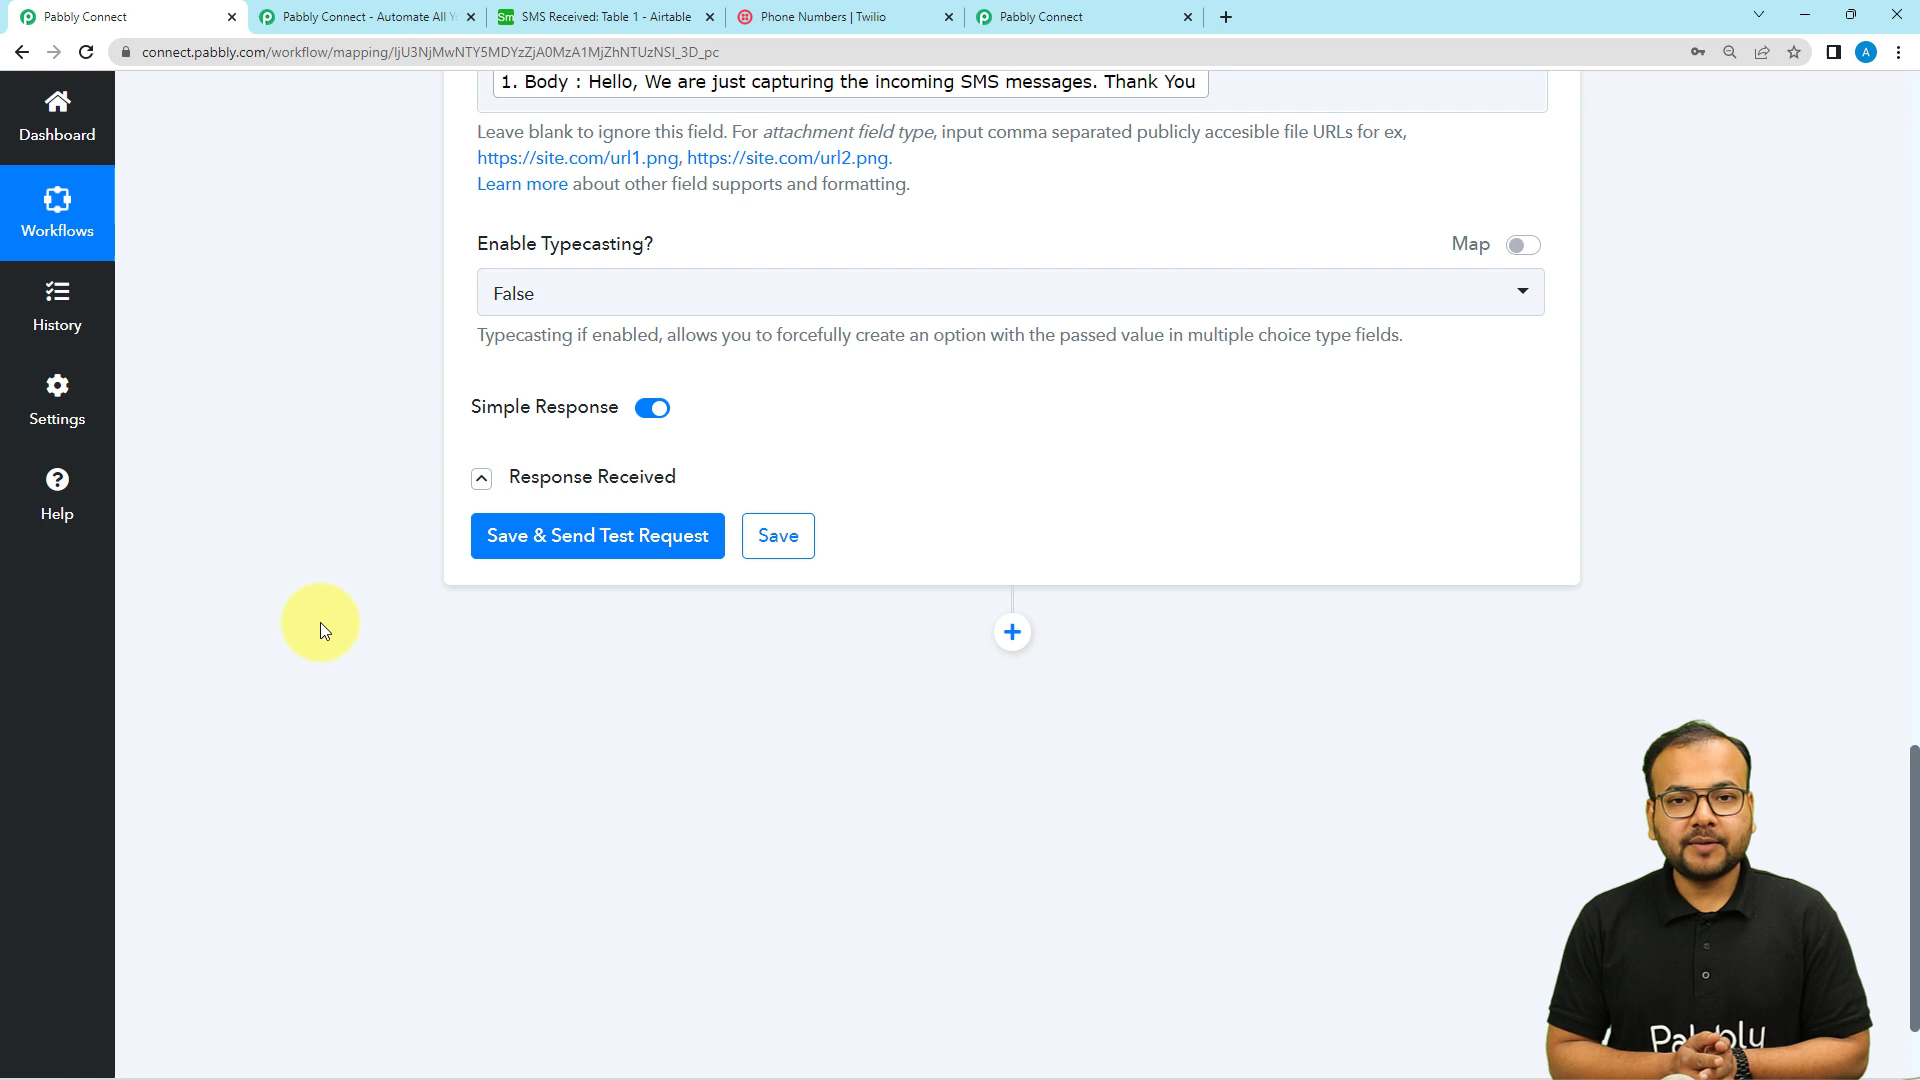 Pabbly Connect
Pabbly Connect - Automate All Y
SMS Received: Table 1 - Airtable
Phone Numbers | Twilio
Pabbly Connect
connect.pabbly.com/workflow/mapping/IjU3NjMwNTY5MDYzZjA0MzA1MjZhNTUzNSI_3D_pc
A
Dashboard
Workflows
History
Settings
Help
1. Body : Hello, We are just capturing the incoming SMS messages. Thank You
Leave blank to ignore this field. For attachment field type, input comma separated publicly accesible file URLs for ex,
https://site.com/url1.png, https://site.com/url2.png.
Learn more about other field supports and formatting.
Enable Typecasting?
Map
False
Typecasting if enabled, allows you to forcefully create an option with the passed value in multiple choice type fields.
Simple Response
Response Received
Save & Send Test Request
Save